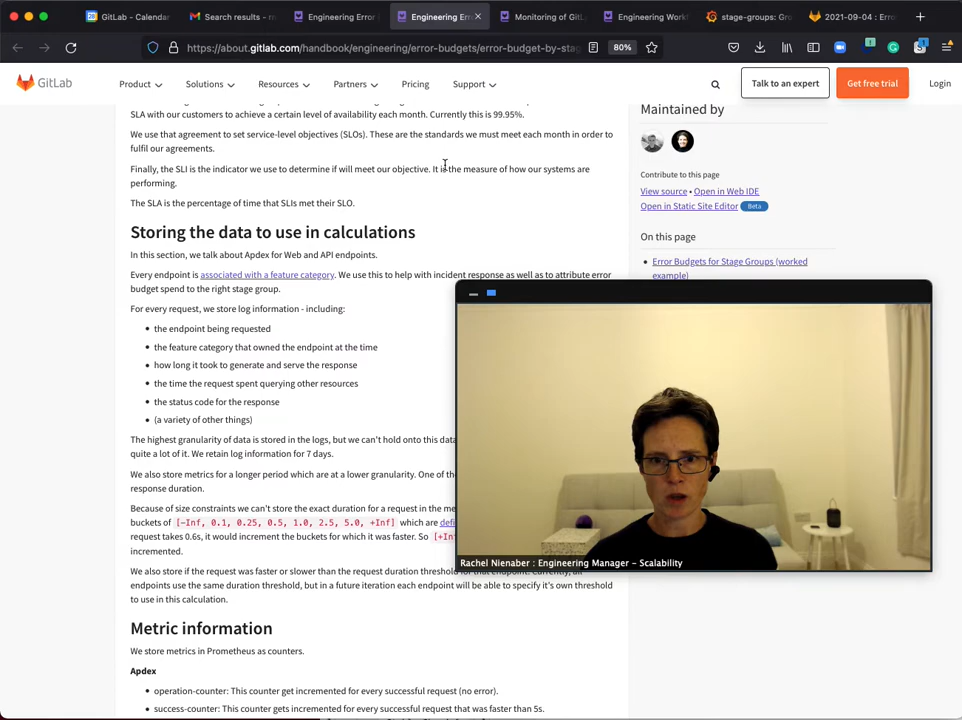 GitLab - Calendar
Search results - r
Engineering Error
Engineering Err
Monitoring of GitL
Engineering Work
stage-groups: Gr
2021-09-04 : Erro
https://about.gitlab.com/handbook/engineering/error-budgets/error-budget-by-stag
80%
GitLab
Product
Solutions
Resources
Partners
Pricing
Support
Talk to an expert
Get free trial
Login
SLA with our customers to achieve a certain level of availability each month. Currently this is 99.95%.
We use that agreement to set service-level objectives (SLOs). These are the standards we must meet each month in order to
fulfil our agreements.
Finally, the SLI is the indicator we use to determine if will meet our objective. It is the measure of how our systems are
performing.
The SLA is the percentage of time that SLIs met their SLO.
Storing the data to use in calculations
In this section, we talk about Apdex for Web and API endpoints.
Every endpoint is associated with a feature category. We use this to help with incident response as well as to attribute error
budget spend to the right stage group.
For every request, we store log information - including:
the endpoint being requested
the feature category that owned the endpoint at the time
how long it took to generate and serve the response
the time the request spent querying other resources
the status code for the response
(a variety of other things)
The highest granularity of data is stored in the logs, but we can't hold onto this data
quite a lot of it. We retain log information for 7 days.
We also store metrics for a longer period which are at a lower granularity. One of the
response duration.
Because of size constraints we can't store the exact duration for a request in the me
buckets of [-Inf, 0.1, 0.25, 0.5, 1.0, 2.5, 5.0, +Inf] which are defi
request takes 0.6s, it would increment the buckets for which it was faster. So [+Inf
incremented.
We also store if the request was faster or slower than the request duration threshold for that endpoint. Currently, all
endpoints use the same duration threshold, but in a future iteration each endpoint will be able to specify it's own threshold
to use in this calculation.
Metric information
We store metrics in Prometheus as counters.
Apdex
operation-counter: This counter get incremented for every successful request (no error).
success-counter: This counter gets incremented for every successful request that was faster than 5s.
Maintained by
Contribute to this page
View source • Open in Web IDE
Open in Static Site Editor Beta
On this page
Error Budgets for Stage Groups (worked
example)
Rachel Nienaber : Engineering Manager – Scalability